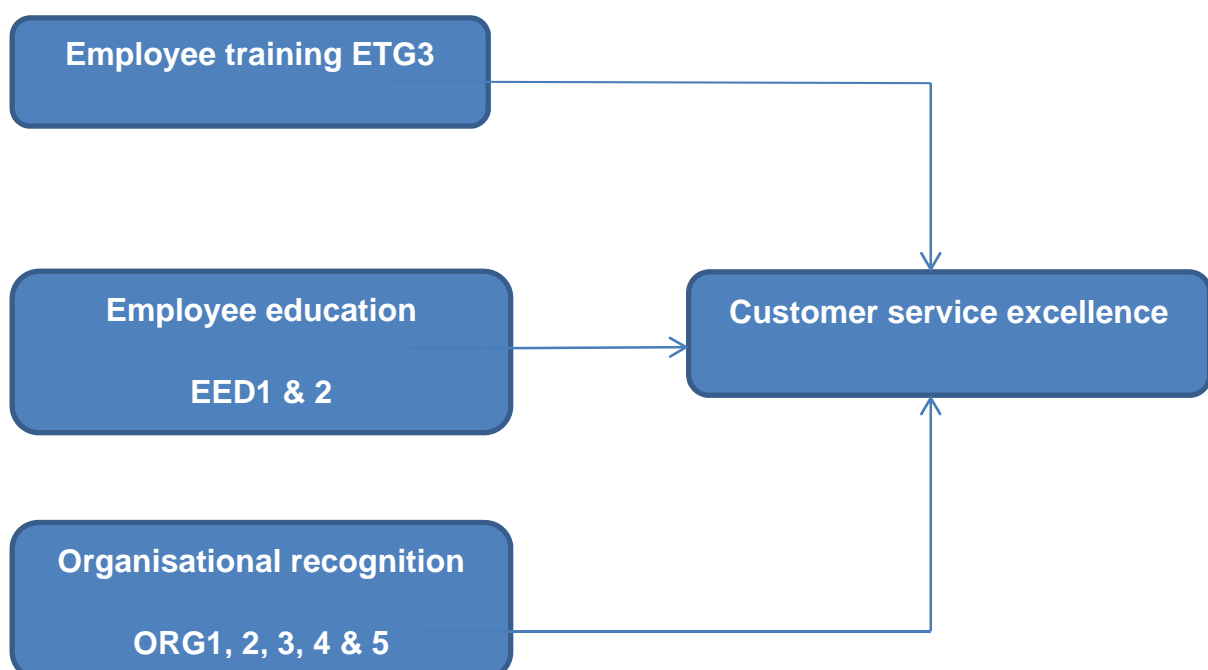 Employee training ETG3
Employee education
EED1 & 2
Customer service excellence
Organisational recognition
ORG1, 2, 3, 4 & 5